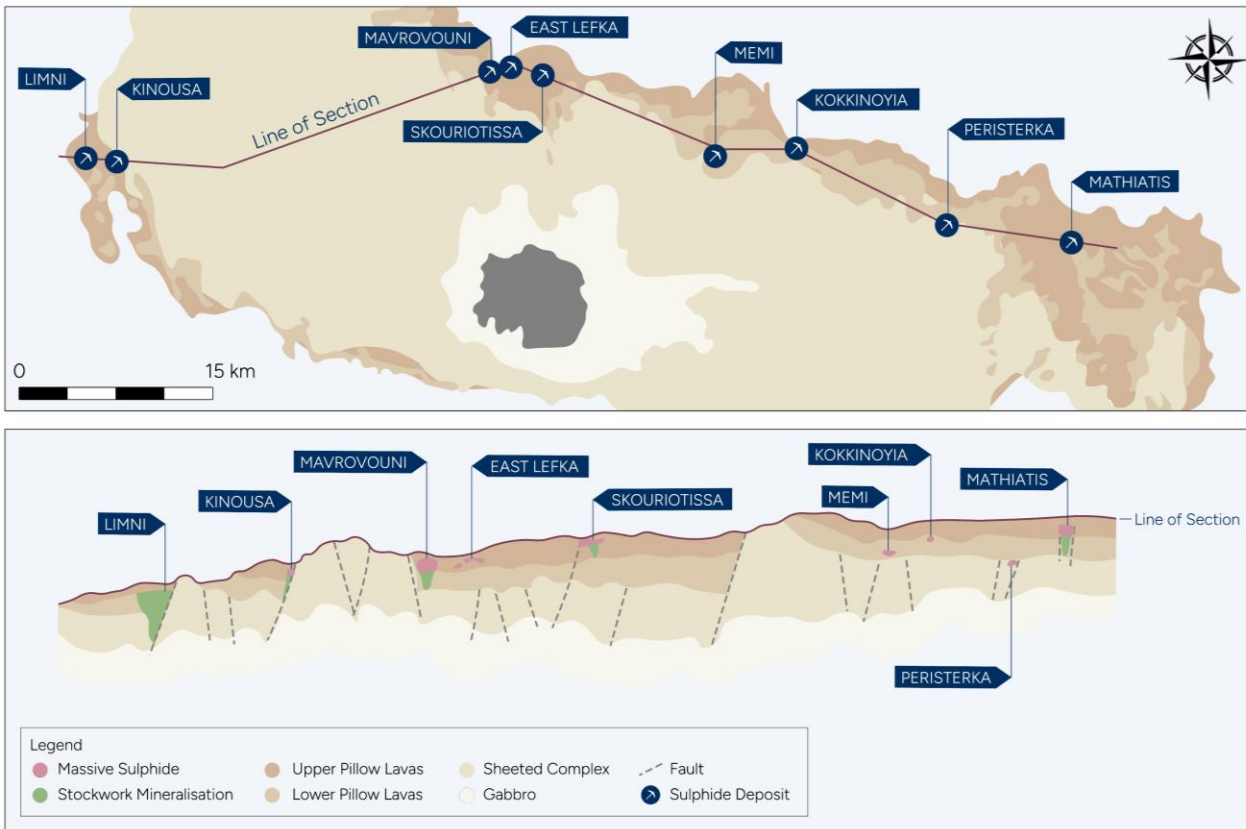 MAVROVOUNI
EAST LEFKA
LIMNI
KINOUSA
MEMI
KOKKINOYIA
Line of Section
SKOURIOTISSA
PERISTERKA
MATHIATIS
0 15 km
MAVROVOUNI
EAST LEFKA
KOKKINOYIA
KINOUSA
SKOURIOTISSA
MEMI
MATHIATIS
LIMNI
Line of Section
PERISTERKA
Legend
Massive Sulphide
Upper Pillow Lavas
Sheeted Complex
Fault
Stockwork Mineralisation
Lower Pillow Lavas
Gabbro
Sulphide Deposit